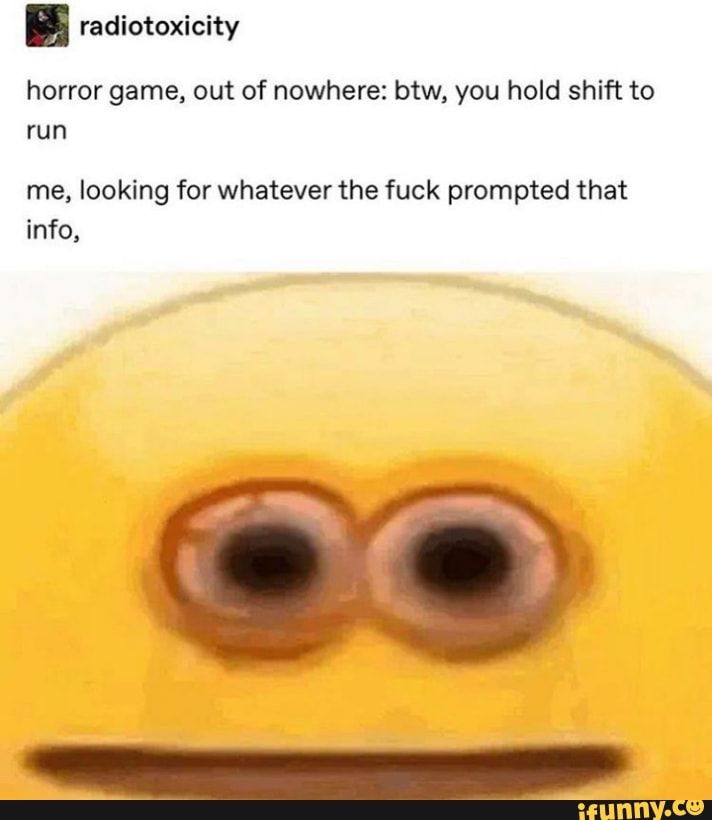 radiotoxicity
horror game, out of nowhere: btw, you hold shift to
run
me, looking for whatever the fuck prompted that
info,
ifunny.co